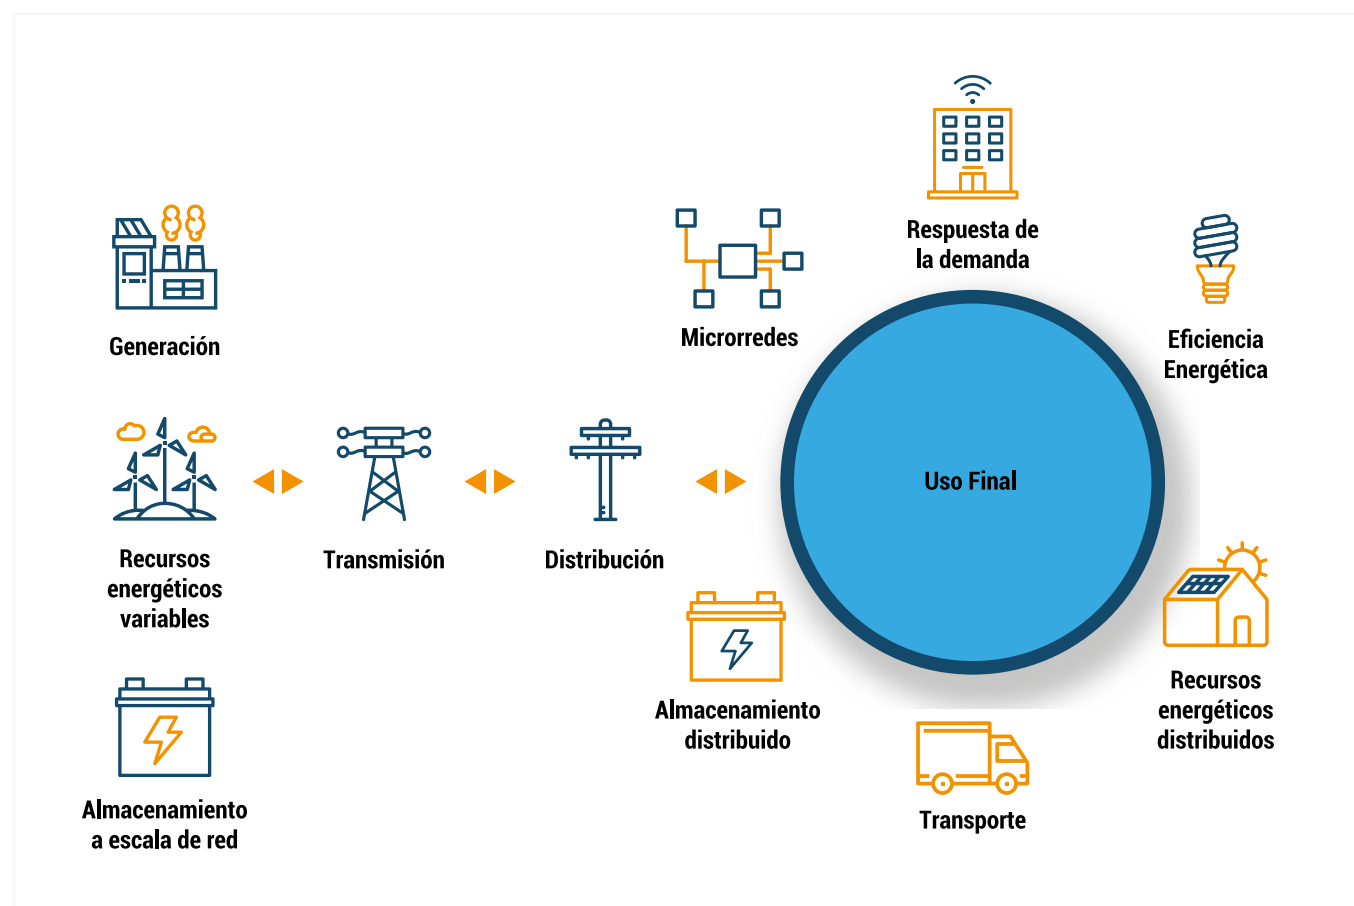 Generación
Recursos
energéticos
variables
Almacenamiento
a escala de red
Transmisión
Distribución
Microrredes
Respuesta de
la demanda
Eficiencia
Energética
Uso Final
Almacenamiento
distribuido
Transporte
Recursos
energéticos
distribuidos